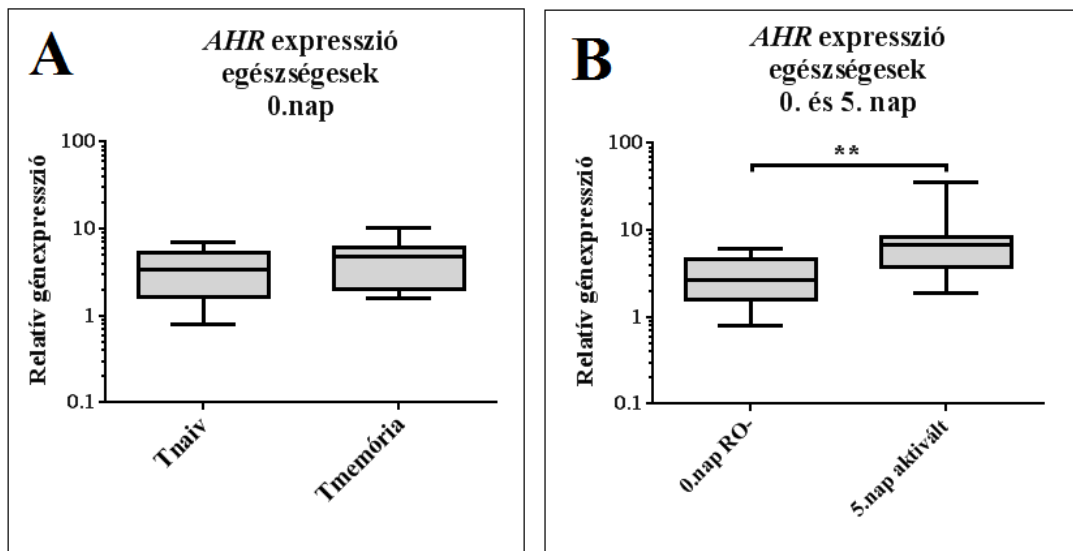 A
AHR expresszió
egészségesek
0.nap
Relatív génexpresszió
100
10
1
0.1
Tnaiv
Tmemória
B
AHR expresszió
egészségesek
0. és 5. nap
**
Relatív génexpresszió
100
10
1
0.1
0.nap RO-
5.nap aktivált